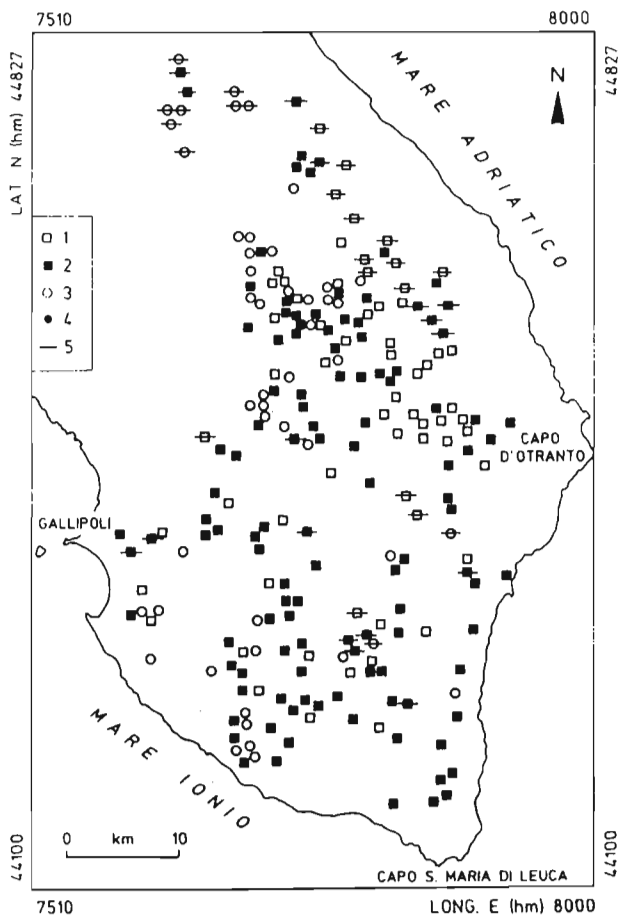 7510 8000
LAT N (hm) 44827
44827
MARE ADRIATICO
N
1
2
3
4
5
CAPO
D'OTRANTO
GALLIPOLI
MARE IONIO
0 km 10
44100
44100
CAPO S. MARIA DI LEUCA
7510 LONG. E (hm) 8000